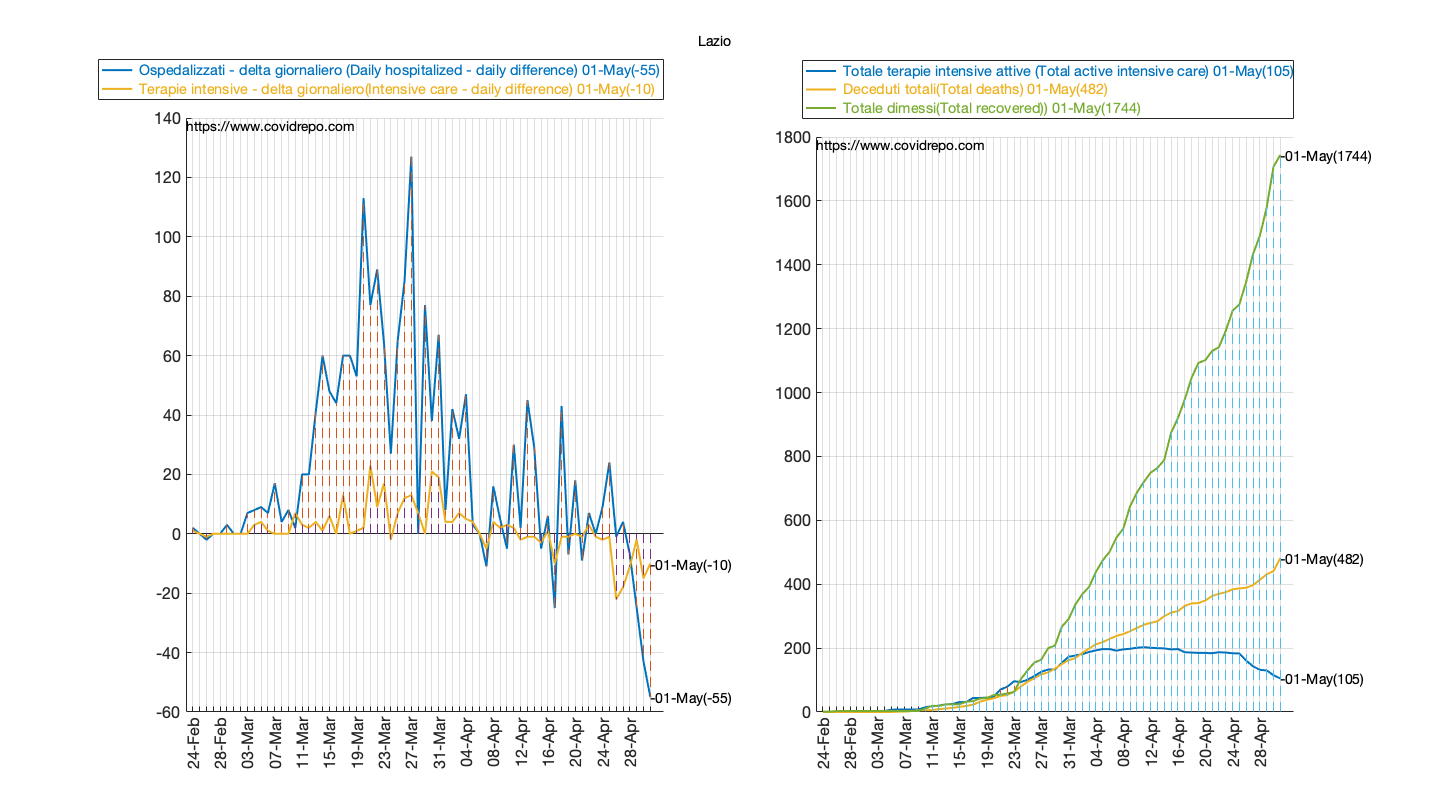 Lazio
Ospedalizzati - delta giornaliero (Daily hospitalized - daily difference) 01-May(-55)
Terapie intensive - delta giornaliero(Intensive care - daily difference) 01-May(-10)
https://www.covidrepo.com
140
120
100
80
60
40
20
0
-20
-40
-60
01-May(-10)
01-May(-55)
24-Feb
28-Feb
03-Mar
07-Mar
11-Mar
15-Mar
19-Mar
23-Mar
27-Mar
31-Mar
04-Apr
08-Apr
12-Apr
16-Apr
20-Apr
24-Apr
28-Apr
Totale terapie intensive attive (Total active intensive care) 01-May(105)
Deceduti totali(Total deaths) 01-May(482)
Totale dimessi(Total recovered)) 01-May(1744)
https://www.covidrepo.com
1800
1600
1400
1200
1000
800
600
400
200
0
01-May(1744)
01-May(482)
01-May(105)
24-Feb
28-Feb
03-Mar
07-Mar
11-Mar
15-Mar
19-Mar
23-Mar
27-Mar
31-Mar
04-Apr
08-Apr
12-Apr
16-Apr
20-Apr
24-Apr
28-Apr